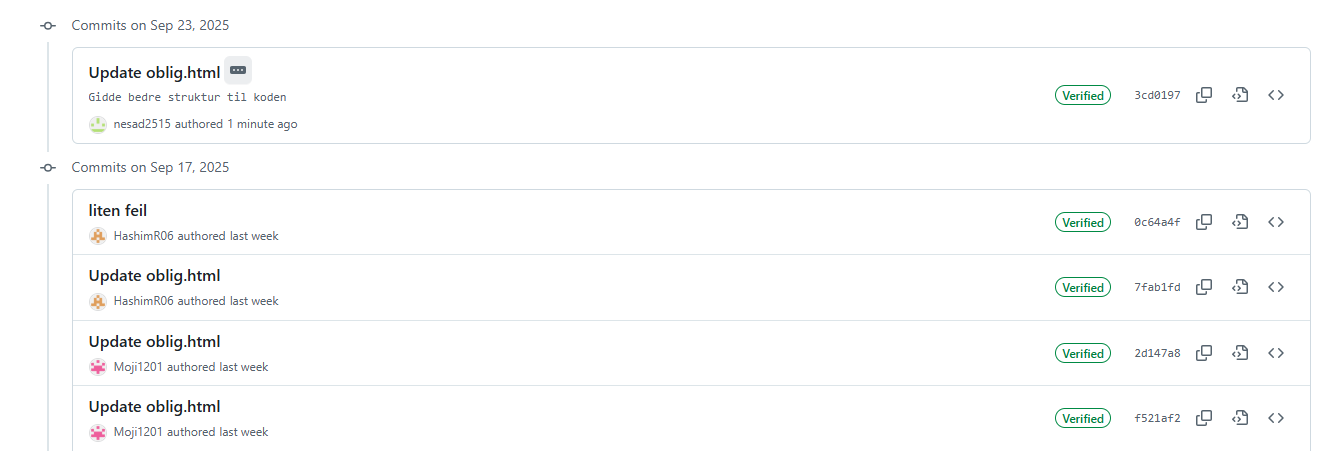 Commits on Sep 23, 2025
Update oblig.html
Gidde bedre struktur til koden
nesad2515 authored 1 minute ago
Verified 3cd0197
Commits on Sep 17, 2025
liten feil
HashimR06 authored last week
Verified 0c64a4f
Update oblig.html
HashimR06 authored last week
Verified 7fab1fd
Update oblig.html
Moji1201 authored last week
Verified 2d147a8
Update oblig.html
Moji1201 authored last week
Verified f521af2